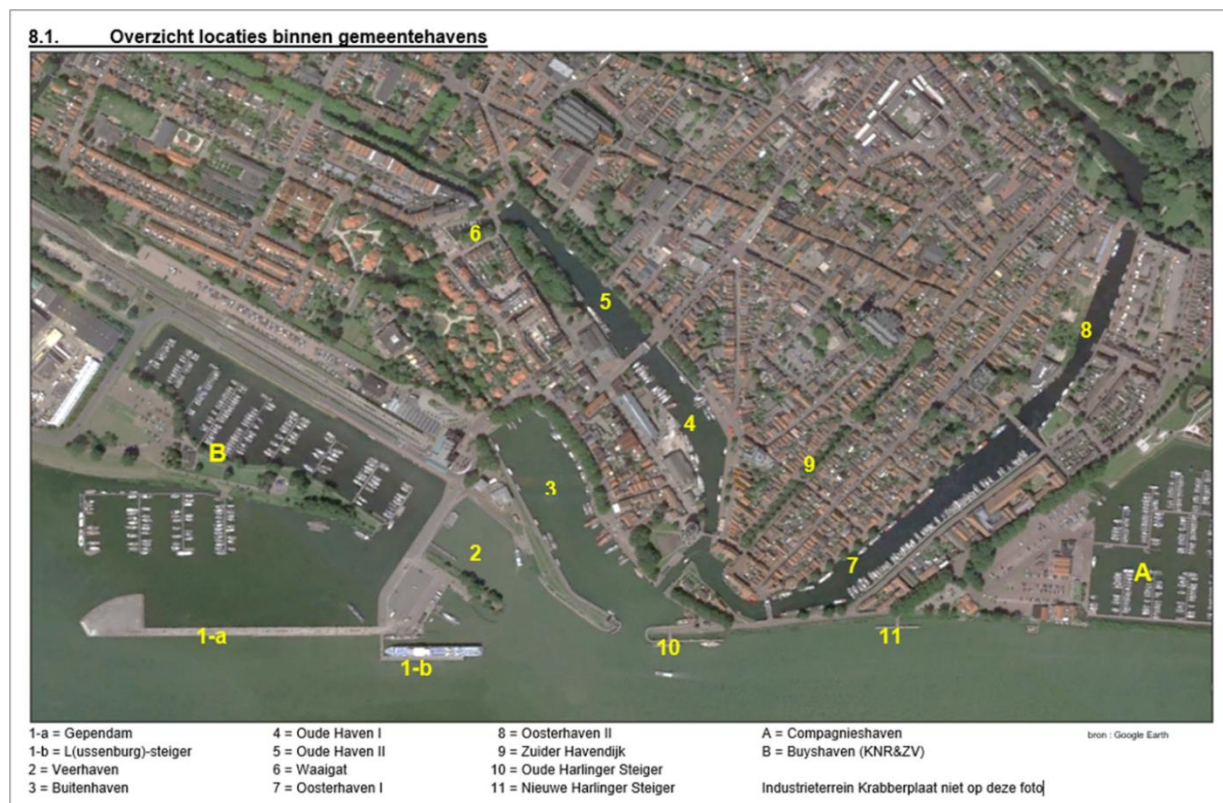 8.1. Overzicht locaties binnen gemeentehavens
6
5
8
4
B
9
3
2
7
A
1-a
10
11
1-b
1-a = Gependam
1-b = L(ussenburg)-steiger
2 = Veerhaven
3 = Buitenhaven
4 = Oude Haven I
5 = Oude Haven II
6 = Waaigat
7 = Oosterhaven I
8 = Oosterhaven II
9 = Zuider Havendijk
10 = Oude Harlinger Steiger
11 = Nieuwe Harlinger Steiger
A = Compagnieshaven
B = Buyshaven (KNR&ZV)
Industrieterrein Krabberplaat niet op deze foto
bron : Google Earth